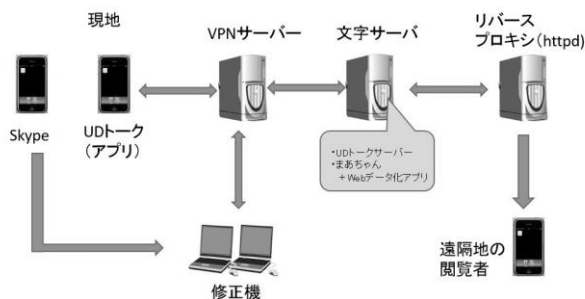 現地
VPNサーバー
文字サーバ
リバース
プロキシ(httpd)
Skype
UDトーク
(アプリ)
・UDトークサーバー
・まあちゃん
+Webデータ化アプリ
修正機
遠隔地の
閲覧者